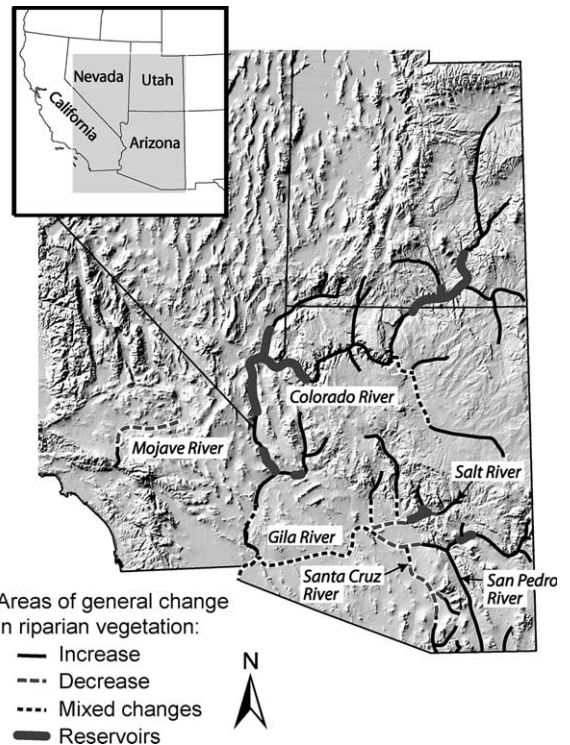 Nevada
Utah
California
Arizona
Colorado River
Mojave River
Salt River
Gila River
Santa Cruz
River
San Pedro
River
Areas of general change
in riparian vegetation:
Increase
Decrease
Mixed changes
Reservoirs
N